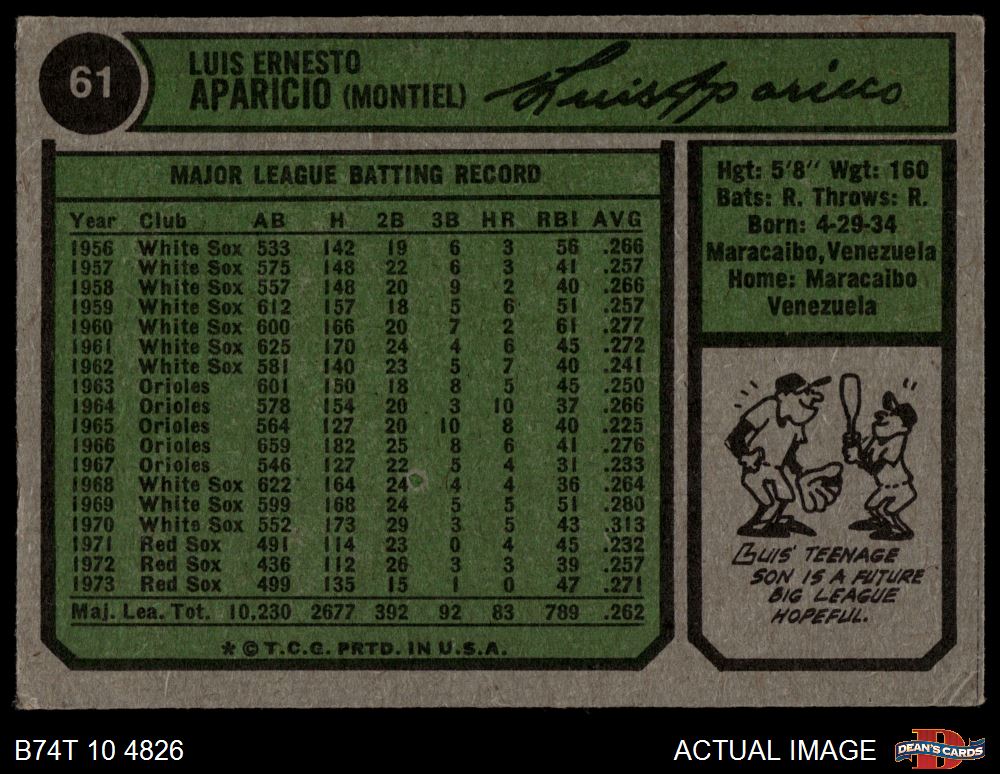 61
LUIS ERNESTO
APARICIO (MONTIEL)
Luis Aparicio
MAJOR LEAGUE BATTING RECORD
Year Club AB H 2B 3B HR RBI AVG
1956 White Sox 533 142 19 6 3 56 .266
1957 White Sox 575 148 22 6 3 41 .257
1958 White Sox 557 148 20 9 2 40 .266
1959 White Sox 612 157 18 5 6 51 .257
1960 White Sox 600 166 20 7 2 61 .277
1961 White Sox 625 170 24 4 6 45 .272
1962 White Sox 581 140 23 5 7 40 .241
1963 Orioles 601 150 18 8 5 45 .250
1964 Orioles 578 154 20 3 10 37 .266
1965 Orioles 564 127 20 10 8 40 .225
1966 Orioles 659 182 25 8 6 41 .276
1967 Orioles 546 127 22 5 4 31 .233
1968 White Sox 622 164 24 4 4 36 .264
1969 White Sox 599 168 24 5 5 51 .280
1970 White Sox 552 173 29 3 5 43 .313
1971 Red Sox 491 114 23 0 4 45 .232
1972 Red Sox 436 112 26 3 3 39 .257
1973 Red Sox 499 135 15 1 0 47 .271
Maj. Lea. Tot. 10,230 2677 392 92 83 789 .262
* © T.C.G. PRTD. IN U.S.A.
Hgt: 5'8" Wgt: 160
Bats: R. Throws: R.
Born: 4-29-34
Maracaibo, Venezuela
Home: Maracaibo
Venezuela
LUIS' TEENAGE
SON IS A FUTURE
BIG LEAGUE
HOPEFUL.
B74T 10 4826
ACTUAL IMAGE
DEAN'S CARDS